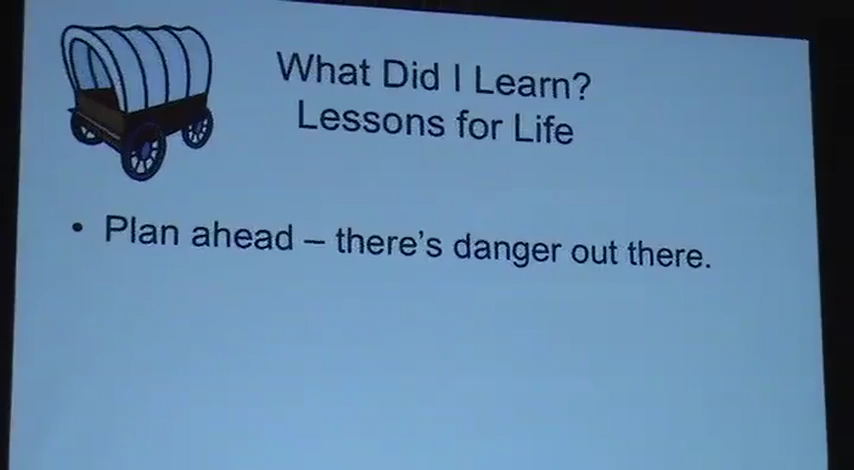 What Did I Learn?
Lessons for Life
• Plan ahead – there's danger out there.